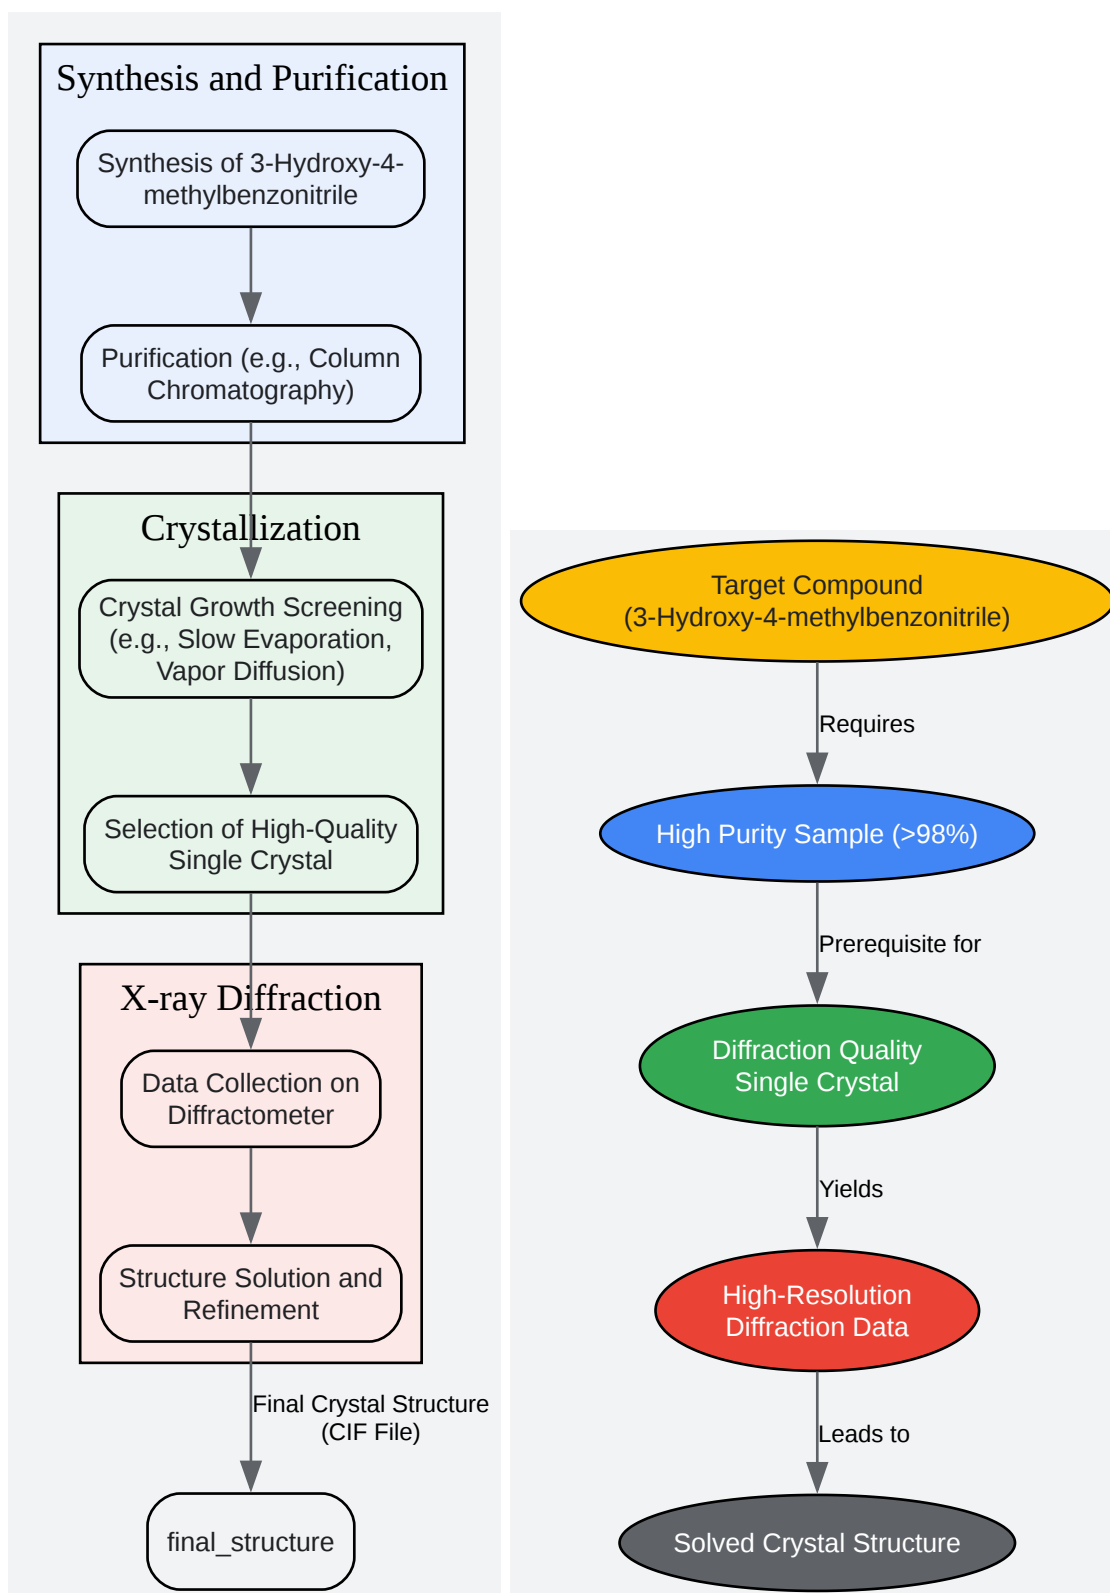 Synthesis and Purification
Synthesis of 3-Hydroxy-4-
methylbenzonitrile
Purification (e.g., Column
Chromatography)
Crystallization
Crystal Growth Screening
(e.g., Slow Evaporation,
Vapor Diffusion)
Selection of High-Quality
Single Crystal
X-ray Diffraction
Data Collection on
Diffractometer
Structure Solution and
Refinement
Final Crystal Structure
(CIF File)
final_structure
Target Compound
(3-Hydroxy-4-methylbenzonitrile)
Requires
High Purity Sample (>98%)
Prerequisite for
Diffraction Quality
Single Crystal
Yields
High-Resolution
Diffraction Data
Leads to
Solved Crystal Structure